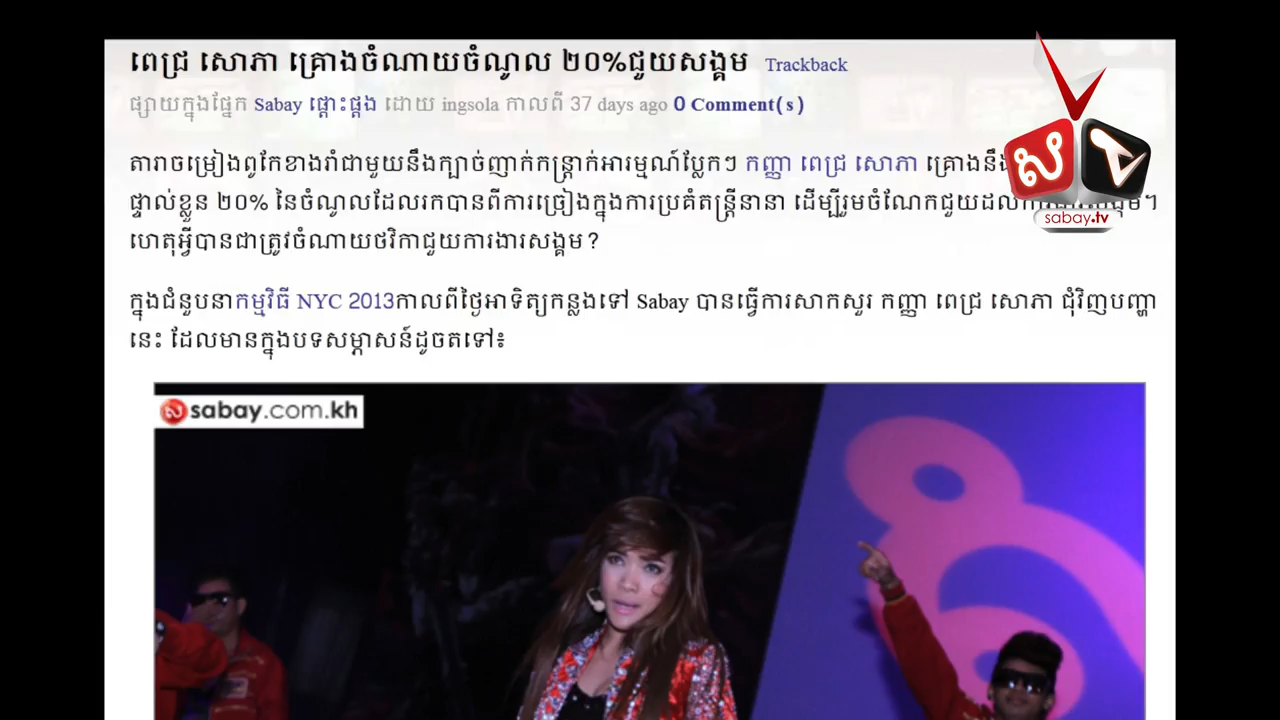 ពេជ្រ សោភា គ្រោងចំណាយចំណូល ២០%ជួយសង្គម Trackback
ផ្សាយក្នុងផ្នែក Sabay ផ្តោះផ្តង ដោយ ingsola កាលពី 37 days ago 0 Comment(s)
តារាចម្រៀងពូកែខាងរាំជាមួយនឹងក្បាច់ញាក់កន្ត្រាក់អារម្មណ៍ប្លែកៗ កញ្ញា ពេជ្រ សោភា គ្រោងនឹង
ផ្ទាល់ខ្លួន ២០% នៃចំណូលដែលរកបានពីការច្រៀងក្នុងការប្រគំតន្ត្រីនានា ដើម្បីរួមចំណែកជួយដល់
ហេតុអ្វីបានជាត្រូវចំណាយថវិកាជួយការងារសង្គម?
ក្នុងជំនួបនាកម្មវិធី NYC 2013កាលពីថ្ងៃអាទិត្យកន្លងទៅ Sabay បានធ្វើការសាកសួរ កញ្ញា ពេជ្រ សោភា ជុំវិញបញ្ហា
នេះ ដែលមានក្នុងបទសម្ភាសន៍ដូចតទៅ៖
sabay.tv
sabay.com.kh